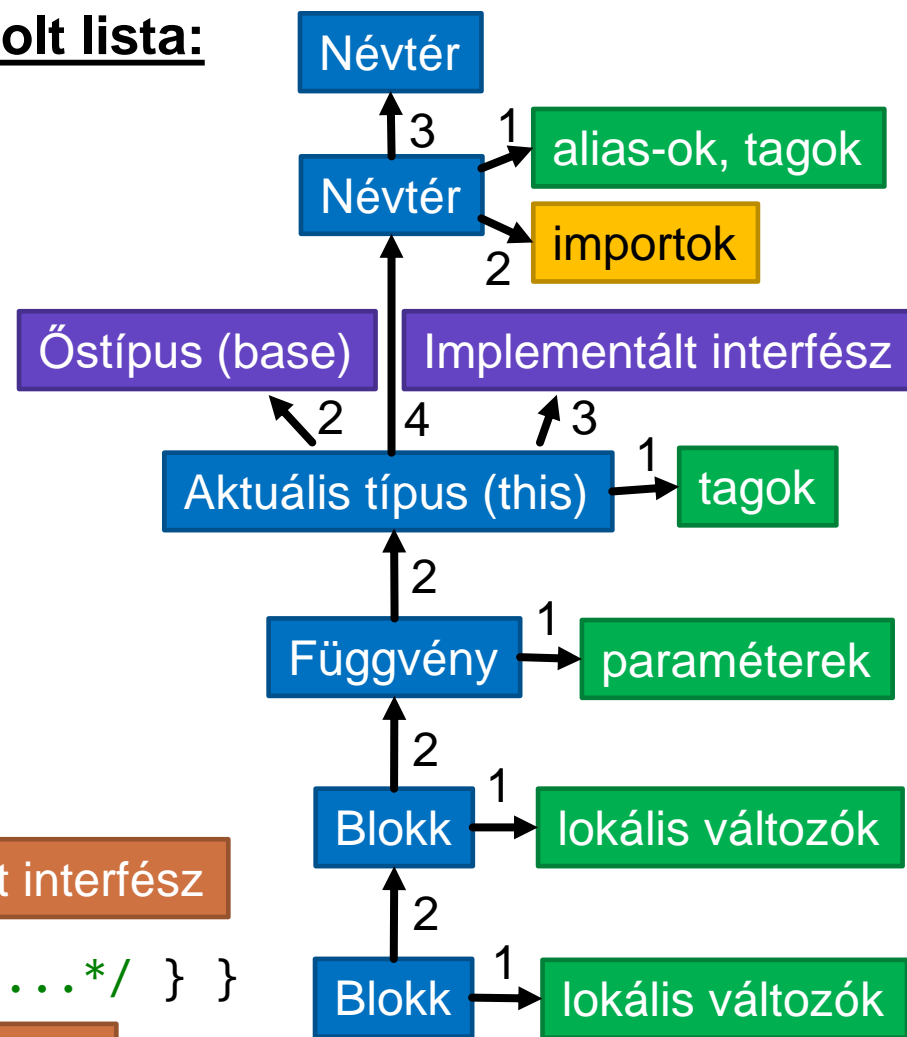 olt lista:
Névtér
3
1
alias-ok, tagok
Névtér
importok
2
Őstípus (base)
Implementált interfész
2
4
3
1
Aktuális típus (this)
tagok
2
1
Függvény
paraméterek
2
1
Blokk
lokális változók
t interfész
2
...*/ } }
1
Blokk
lokális változók